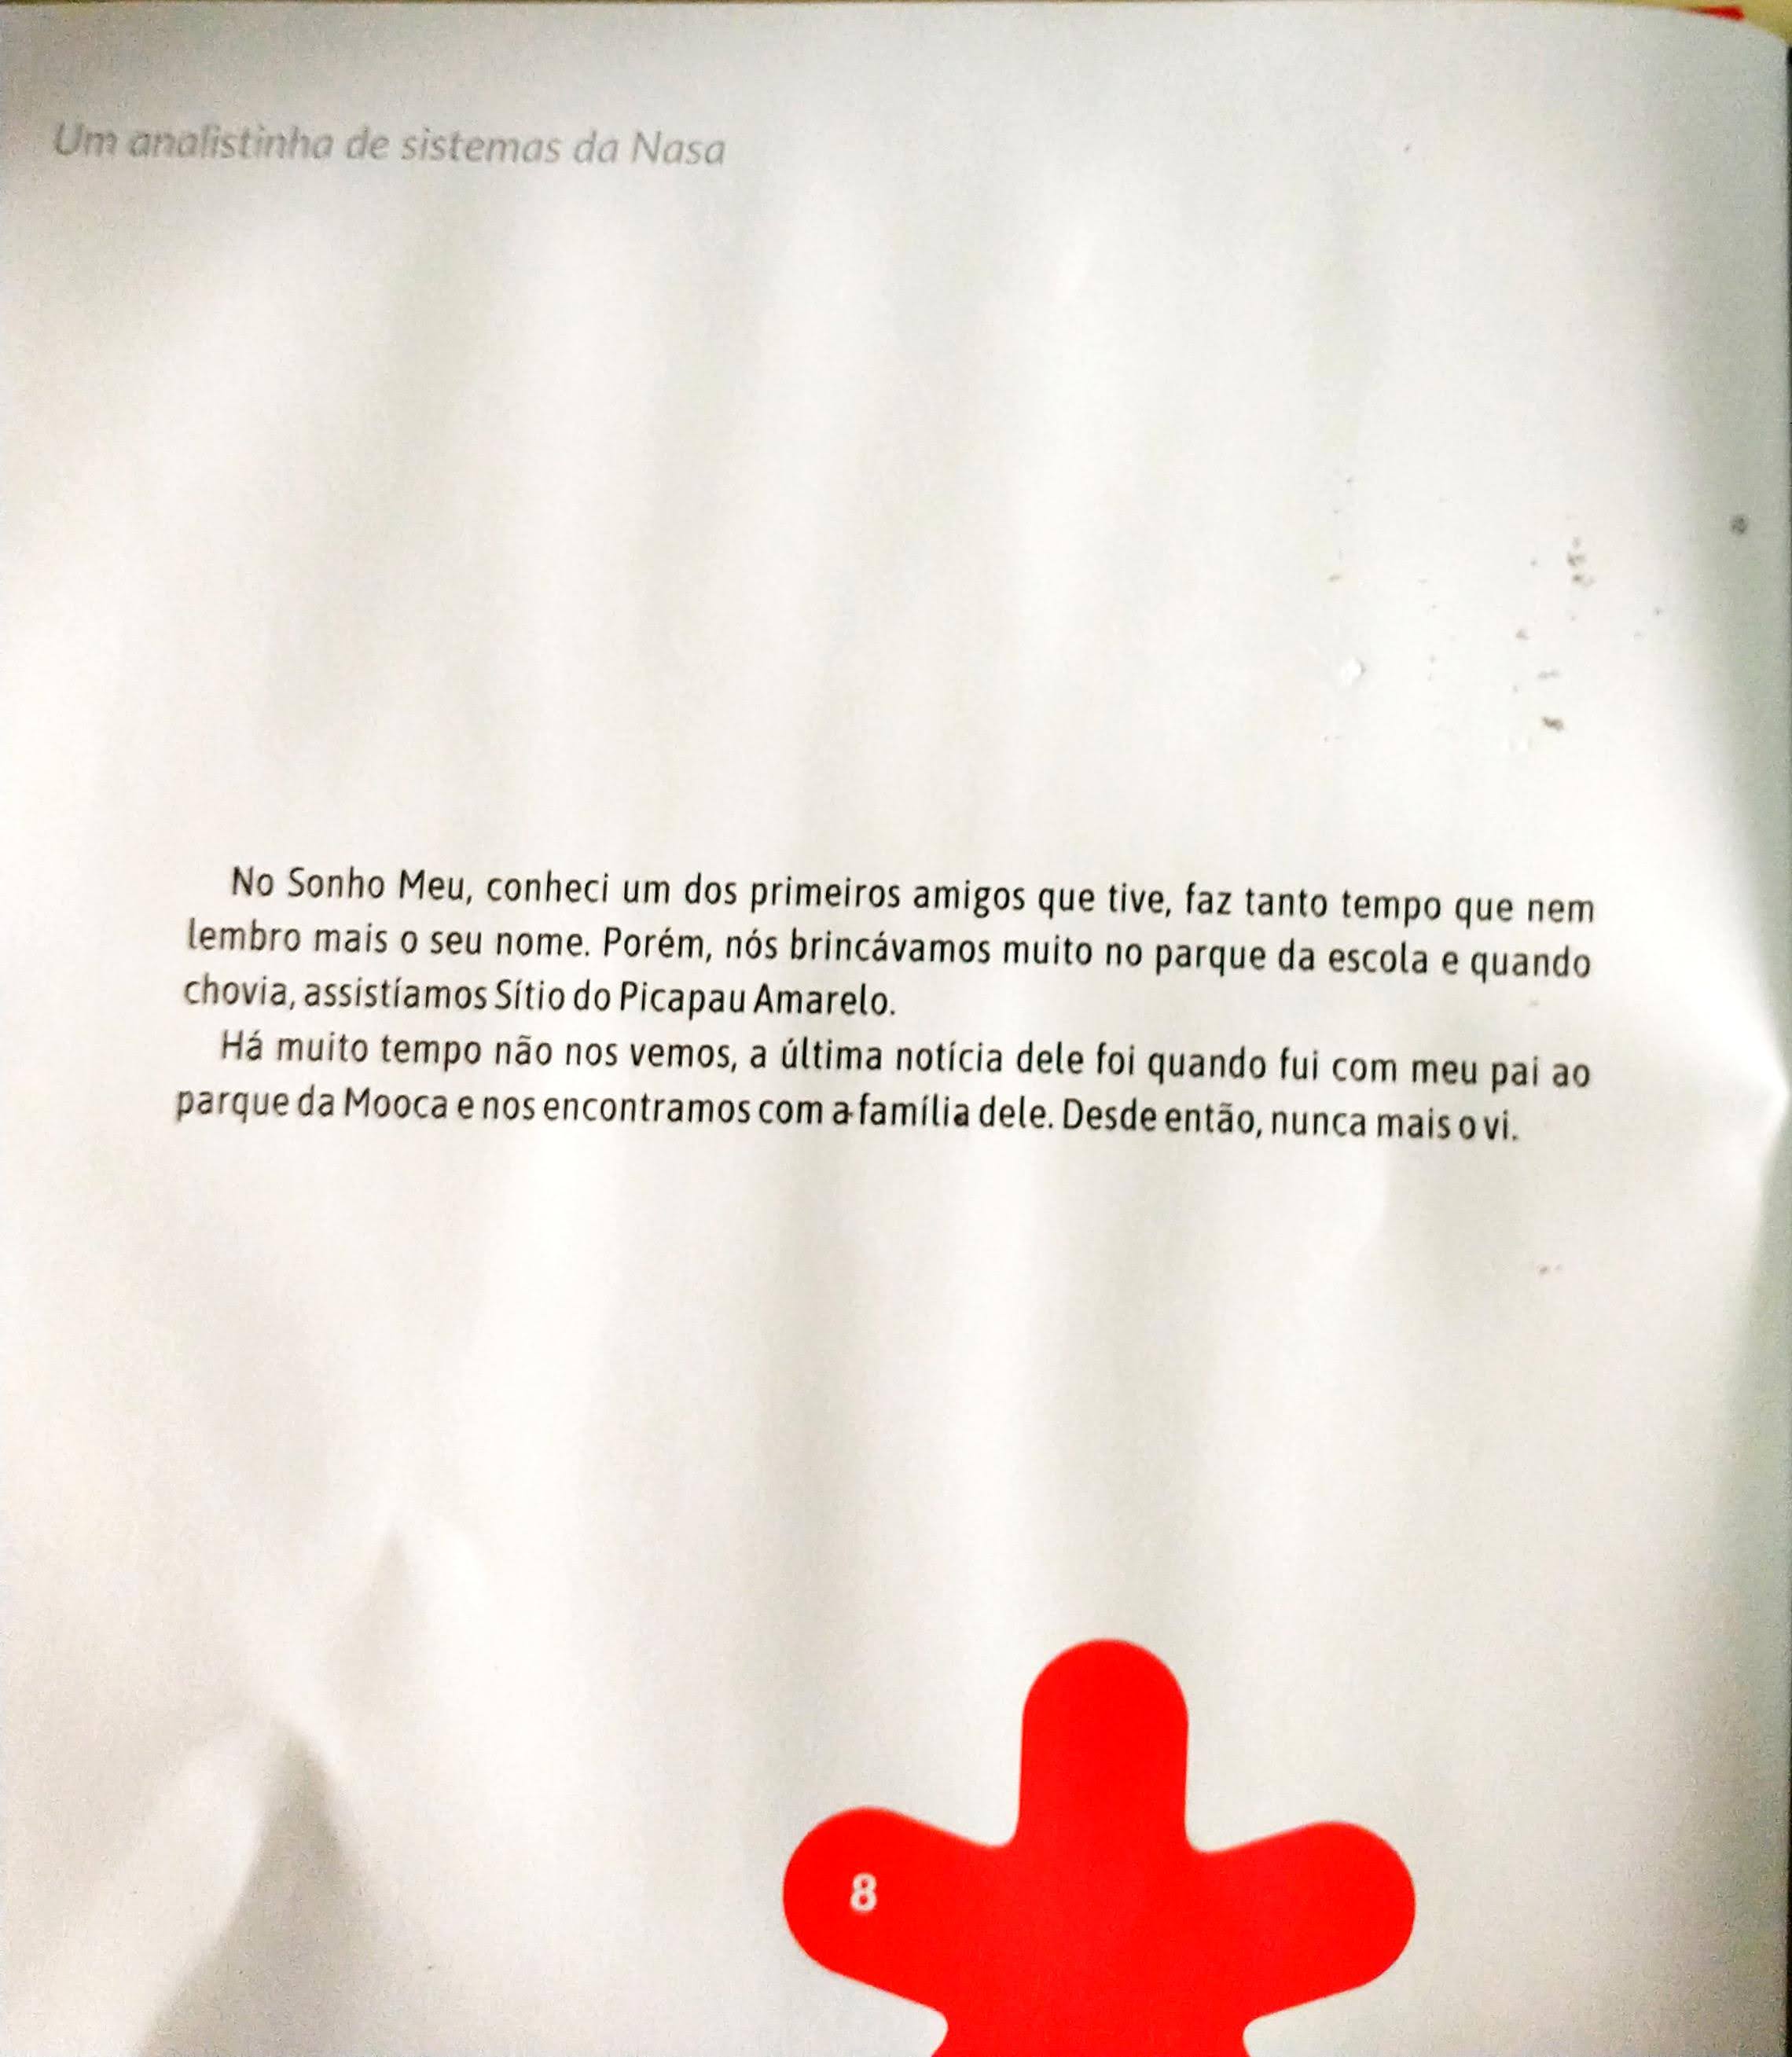 Um analistinha de sistemas da Nasa
No Sonho Meu, conheci um dos primeiros amigos que tive, faz tanto tempo que nem
lembro mais o seu nome. Porém, nós brincávamos muito no parque da escola e quando
chovia, assistíamos Sítio do Picapau Amarelo.
Há muito tempo não nos vemos, a última notícia dele foi quando fui com meu pai ao
parque da Mooca e nos encontramos com a família dele. Desde então, nunca mais o vi.
8